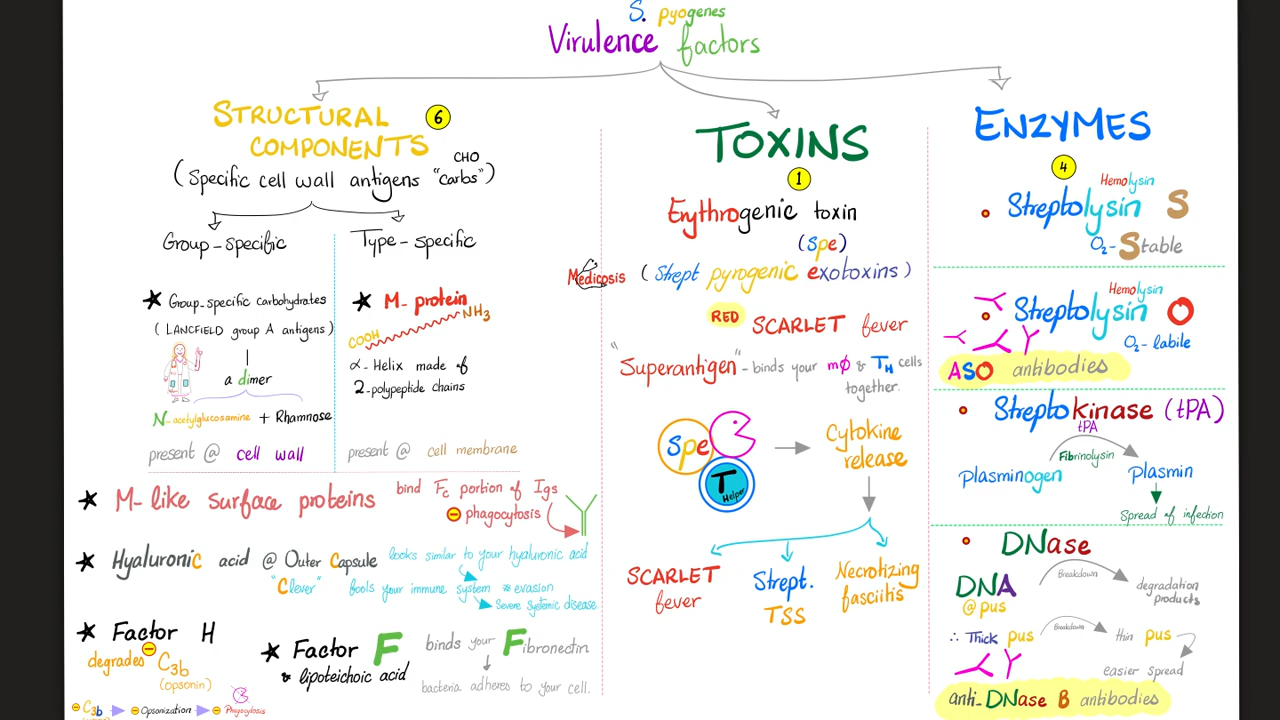 S. pyogenes
Virulence factors
STRUCTURAL
COMPONENTS
6
CHO
(Specific cell wall antigens "carbs")
Group-specific
Type-specific
★ Group-specific Carbohydrates
(LANCFIELD group A antigens)
a dimer
N-acetylglucosamine + Rhamnose
present @ cell wall
★ M-protein
COOH
NH3
α-Helix made of
2-polypeptide chains
present @ cell membrane
★ M-like surface proteins
bind Fc portion of Igs
⊖ phagocytosis
★ Hyaluronic acid @ Outer Capsule
"Clever"
looks similar to your hyaluronic acid
fools your immune system ≈ evasion
Severe Systemic disease
★ Factor H
degrades ⊖ C3b
(opsonin)
⊖ C3b
⊖ Opsonization
⊖ Phagocytosis
★ Factor F
& lipoteichoic acid
binds your Fibronectin
bacteria adheres to your cell.
TOXINS
1
Erythrogenic toxin
(Spe)
Medicosis
(Strept pyrogenic exotoxins)
RED SCARLET fever
"Superantigen" - binds your mφ & TH cells
together.
spe
T
Helper
Cytokine
release
SCARLET
fever
Strept.
TSS
Necrotizing
fasciitis
ENZYMES
4
Hemolysin
• Streptolysin S
O2-Stable
Hemolysin
• Streptolysin O
O2-labile
ASO antibodies
• Streptokinase (tPA)
tPA
Fibrinolysin
Plasminogen
Plasmin
Spread of infection
• DNase
DNA
@ pus
Breakdown
degradation
products
∴ Thick pus
Breakdown
thin pus
easier spread
anti-DNase B antibodies